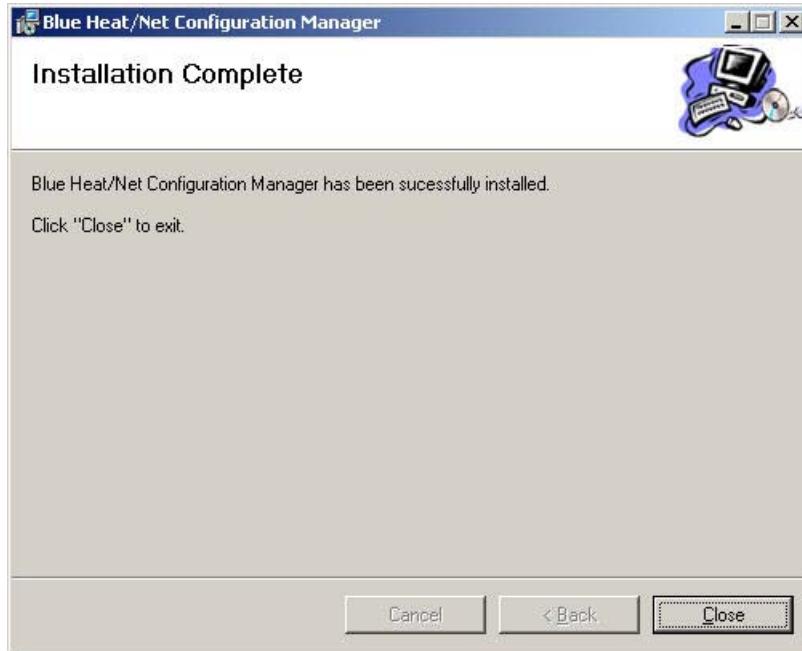 Blue Heat/Net Configuration Manager
Installation Complete
Blue Heat/Net Configuration Manager has been sucessfully installed.
Click "Close" to exit.
Cancel
< Back
Close